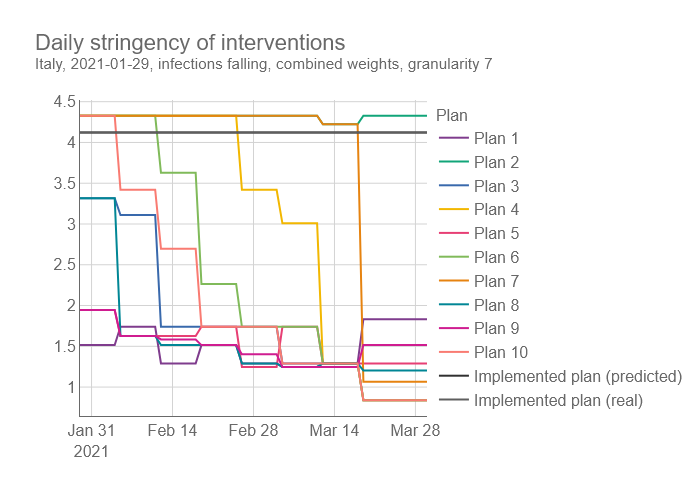 Daily stringency of interventions
Italy, 2021-01-29, infections falling, combined weights, granularity 7
4.5
4
3.5
3
2.5
2
1.5
1
Jan 31
2021
Feb 14
Feb 28
Mar 14
Mar 28
Plan
Plan 1
Plan 2
Plan 3
Plan 4
Plan 5
Plan 6
Plan 7
Plan 8
Plan 9
Plan 10
Implemented plan (predicted)
Implemented plan (real)